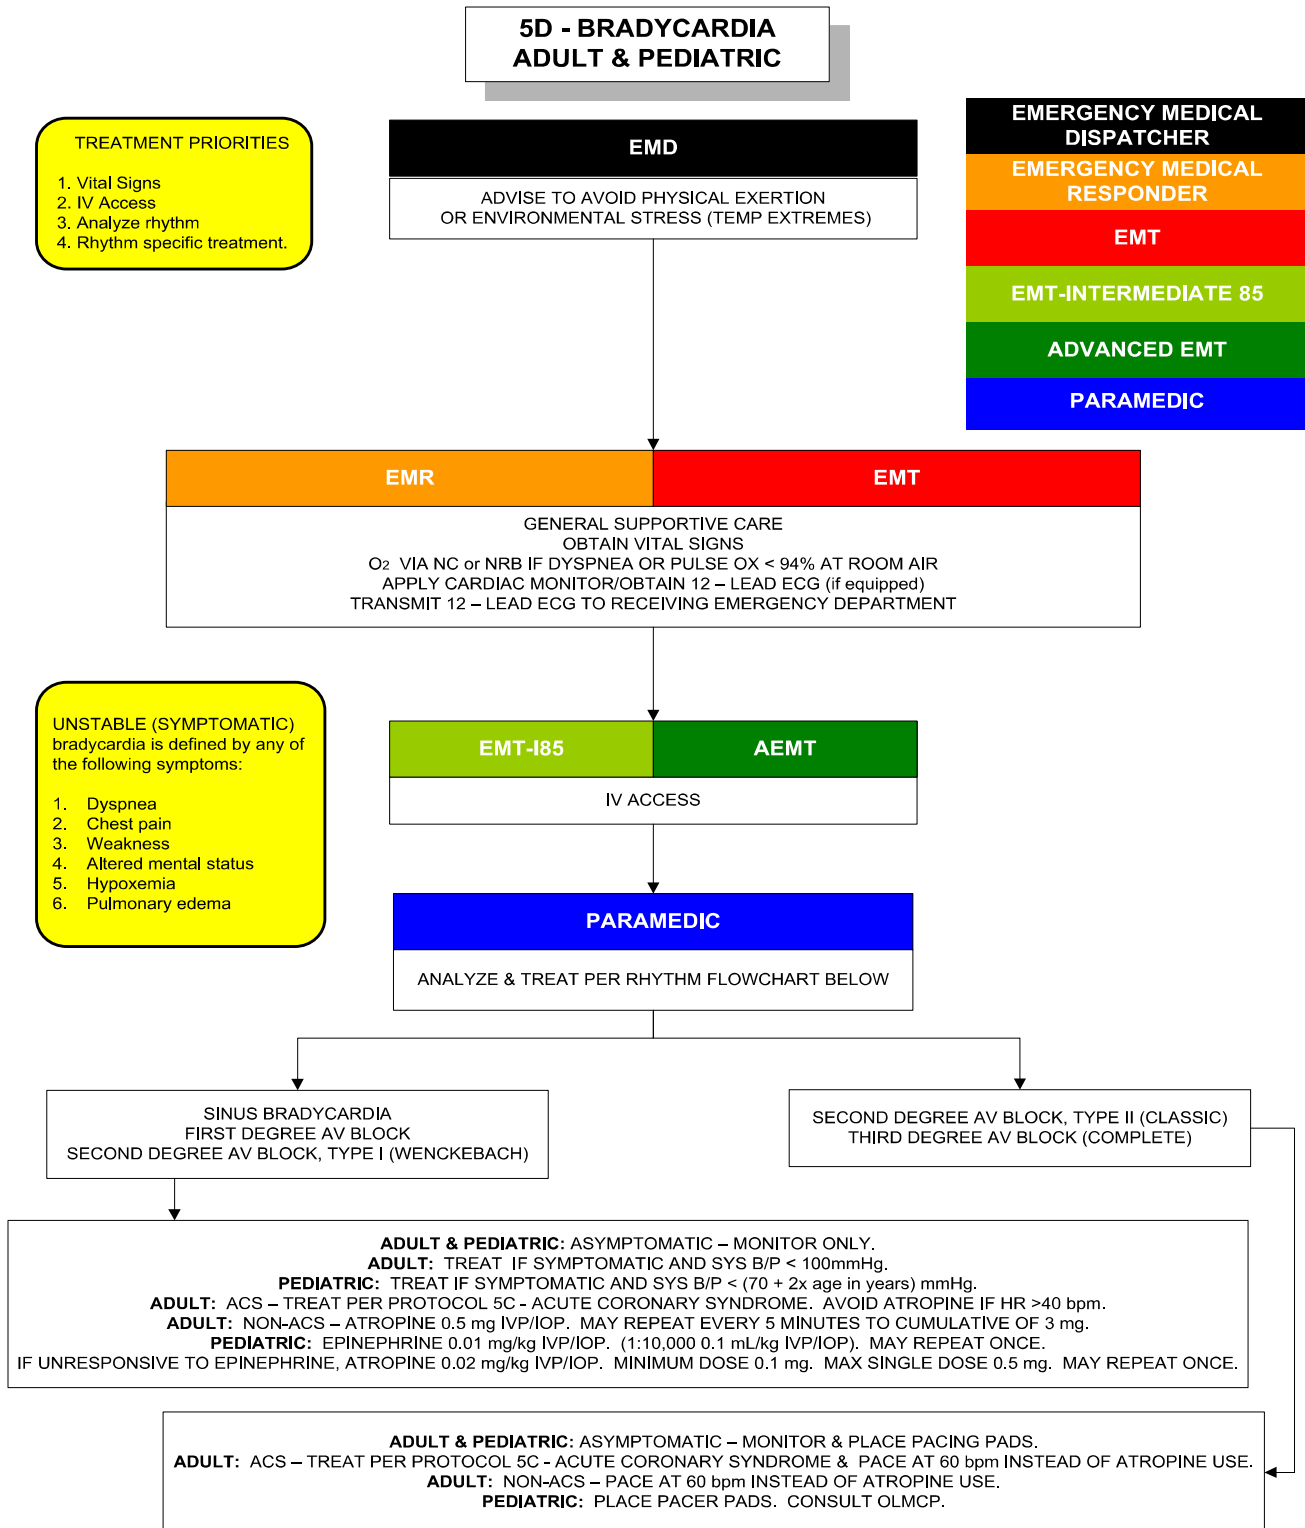 5D - BRADYCARDIA
ADULT & PEDIATRIC
TREATMENT PRIORITIES
1. Vital Signs
2. IV Access
3. Analyze rhythm
4. Rhythm specific treatment.
EMD
ADVISE TO AVOID PHYSICAL EXERTION
OR ENVIRONMENTAL STRESS (TEMP EXTREMES)
EMERGENCY MEDICAL
DISPATCHER
EMERGENCY MEDICAL
RESPONDER
EMT
EMT-INTERMEDIATE 85
ADVANCED EMT
PARAMEDIC
EMR
EMT
GENERAL SUPPORTIVE CARE
OBTAIN VITAL SIGNS
O2 VIA NC or NRB IF DYSPNEA OR PULSE OX < 94% AT ROOM AIR
APPLY CARDIAC MONITOR/OBTAIN 12 – LEAD ECG (if equipped)
TRANSMIT 12 – LEAD ECG TO RECEIVING EMERGENCY DEPARTMENT
UNSTABLE (SYMPTOMATIC)
bradycardia is defined by any of
the following symptoms:
1. Dyspnea
2. Chest pain
3. Weakness
4. Altered mental status
5. Hypoxemia
6. Pulmonary edema
EMT-I85
AEMT
IV ACCESS
PARAMEDIC
ANALYZE & TREAT PER RHYTHM FLOWCHART BELOW
SINUS BRADYCARDIA
FIRST DEGREE AV BLOCK
SECOND DEGREE AV BLOCK, TYPE I (WENCKEBACH)
SECOND DEGREE AV BLOCK, TYPE II (CLASSIC)
THIRD DEGREE AV BLOCK (COMPLETE)
ADULT & PEDIATRIC: ASYMPTOMATIC – MONITOR ONLY.
ADULT: TREAT IF SYMPTOMATIC AND SYS B/P < 100mmHg.
PEDIATRIC: TREAT IF SYMPTOMATIC AND SYS B/P < (70 + 2x age in years) mmHg.
ADULT: ACS – TREAT PER PROTOCOL 5C - ACUTE CORONARY SYNDROME. AVOID ATROPINE IF HR >40 bpm.
ADULT: NON-ACS – ATROPINE 0.5 mg IVP/IOP. MAY REPEAT EVERY 5 MINUTES TO CUMULATIVE OF 3 mg.
PEDIATRIC: EPINEPHRINE 0.01 mg/kg IVP/IOP. (1:10,000 0.1 mL/kg IVP/IOP). MAY REPEAT ONCE.
IF UNRESPONSIVE TO EPINEPHRINE, ATROPINE 0.02 mg/kg IVP/IOP. MINIMUM DOSE 0.1 mg. MAX SINGLE DOSE 0.5 mg. MAY REPEAT ONCE.
ADULT & PEDIATRIC: ASYMPTOMATIC – MONITOR & PLACE PACING PADS.
ADULT: ACS – TREAT PER PROTOCOL 5C - ACUTE CORONARY SYNDROME & PACE AT 60 bpm INSTEAD OF ATROPINE USE.
ADULT: NON-ACS – PACE AT 60 bpm INSTEAD OF ATROPINE USE.
PEDIATRIC: PLACE PACER PADS. CONSULT OLMCP.